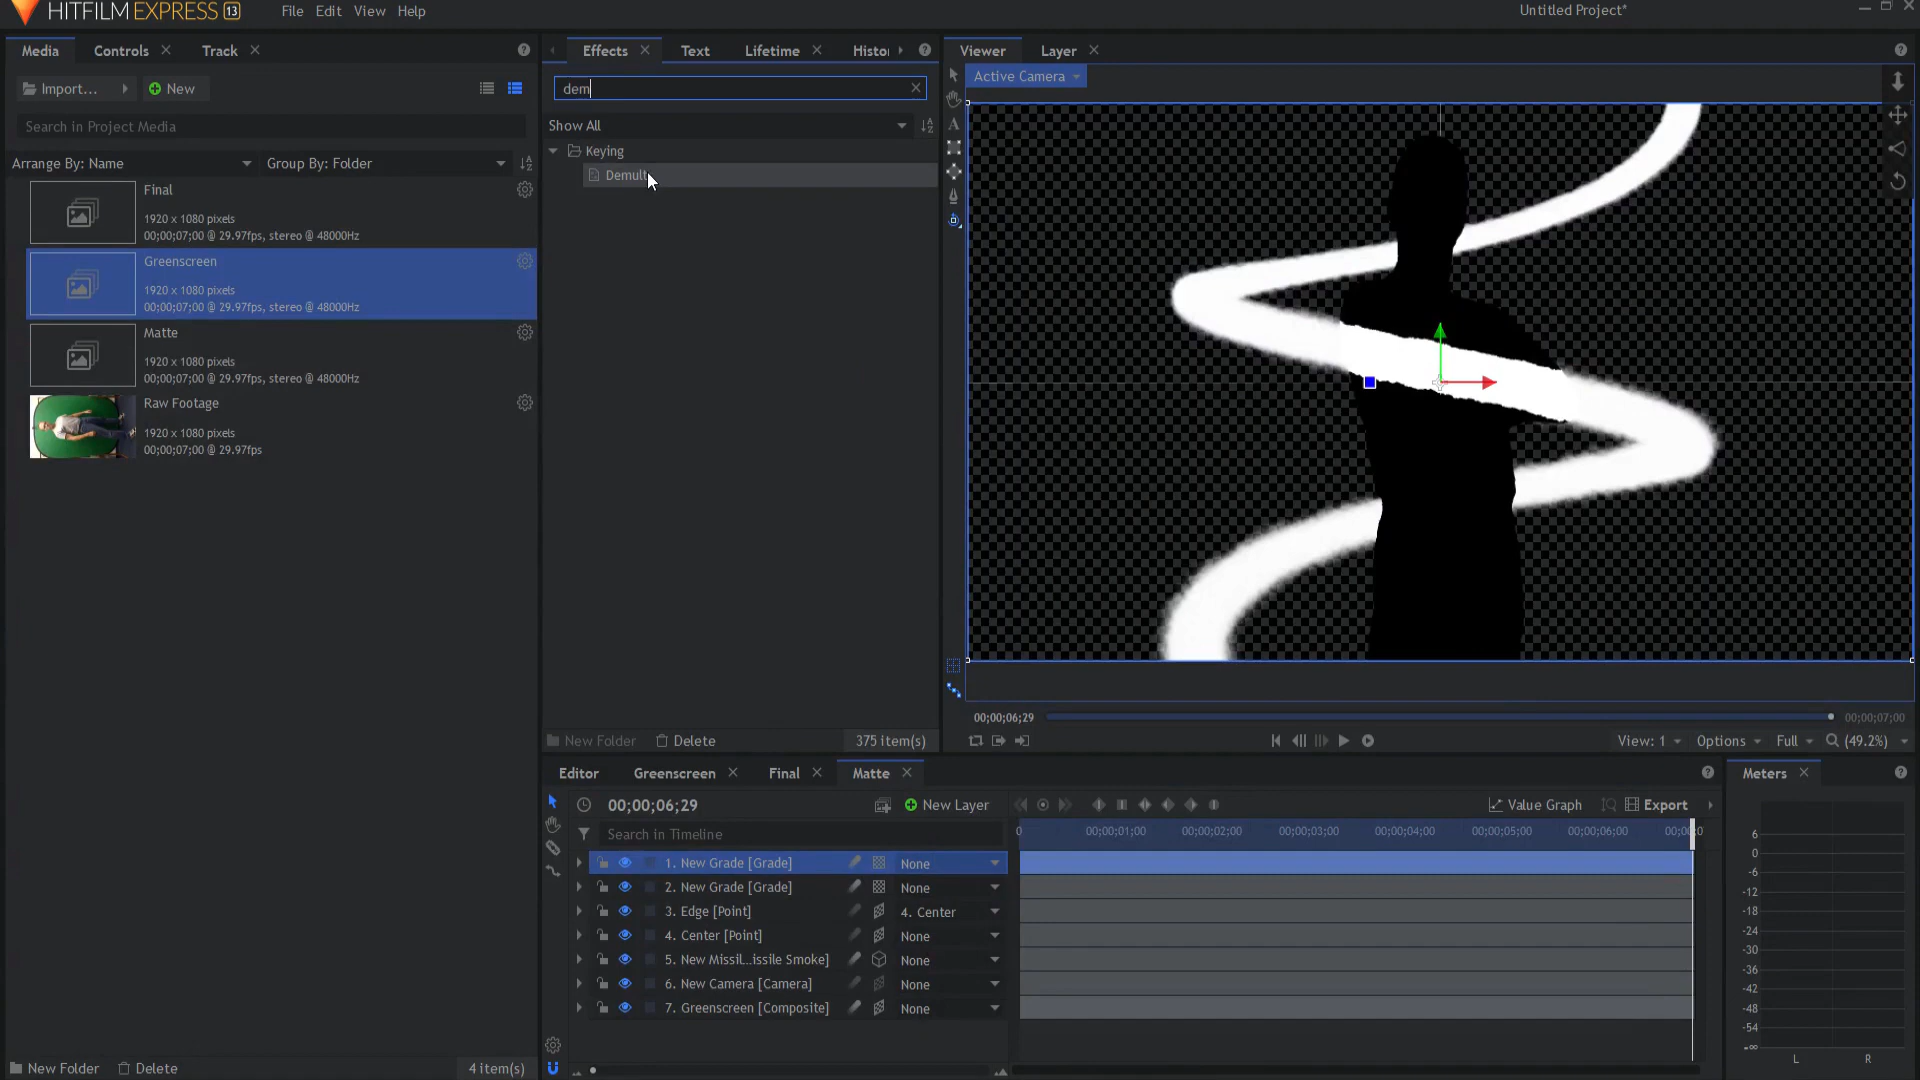 HITFILM EXPRESS 13
File Edit View Help
Untitled Project*
Media Controls Track
Import... New
Search in Project Media
Arrange By: Name Group By: Folder
Final
1920 x 1080 pixels
00;00;07;00 @ 29.97fps, stereo @ 48000Hz
Greenscreen
1920 x 1080 pixels
00;00;07;00 @ 29.97fps, stereo @ 48000Hz
Matte
1920 x 1080 pixels
00;00;07;00 @ 29.97fps, stereo @ 48000Hz
Raw Footage
1920 x 1080 pixels
00;00;07;00 @ 29.97fps
New Folder Delete 4 item(s)
Effects Text Lifetime Histo
dem
Show All
Keying
Demult
New Folder Delete 375 item(s)
Viewer Layer
Active Camera
00;00;06;29 00;00;07;00
View: 1 Options Full (49.2%)
Editor Greenscreen Final Matte
00;00;06;29 New Layer Value Graph Export
Search in Timeline
0 00;00;01;00 00;00;02;00 00;00;03;00 00;00;04;00 00;00;05;00 00;00;06;00 00;00;0
1. New Grade [Grade] None
2. New Grade [Grade] None
3. Edge [Point] 4. Center
4. Center [Point] None
5. New Missil...issile Smoke] None
6. New Camera [Camera] None
7. Greenscreen [Composite] None
Meters
6
0
-6
-12
-18
-24
-30
-36
-42
-48
-54
-∞
L R